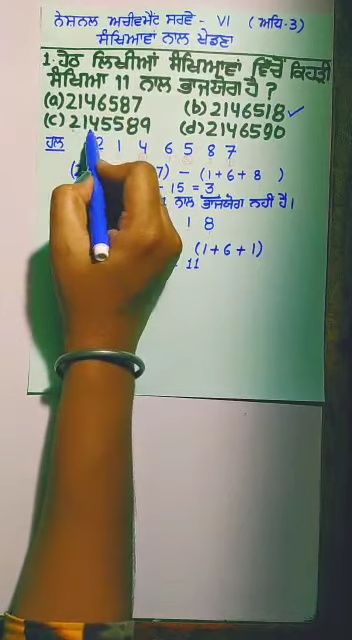 ਨੈਸ਼ਨਲ ਅਚੀਵਮੈਂਟ ਸਰਵੇ - VI (ਅਧਿ-3)
ਸੰਖਿਆਵਾਂ ਨਾਲ ਖੇਡਣਾ
1. ਹੇਠ ਲਿਖੀਆਂ ਸੰਖਿਆਵਾਂ ਵਿੱਚੋਂ ਕਿਹੜੀ
ਸੰਖਿਆ 11 ਨਾਲ ਭਾਜਯੋਗ ਹੈ ?
(a) 2146587 (b) 2146518 ✓
(c) 2145589 (d) 2146590
ਹੱਲ 2 1 4 6 5 8 7
7) - (1+6+8 )
- 15 = 3
1 ਨਾਲ ਭਾਜਯੋਗ ਨਹੀਂ ਹੈ।
1 8
(1+6+1)
11